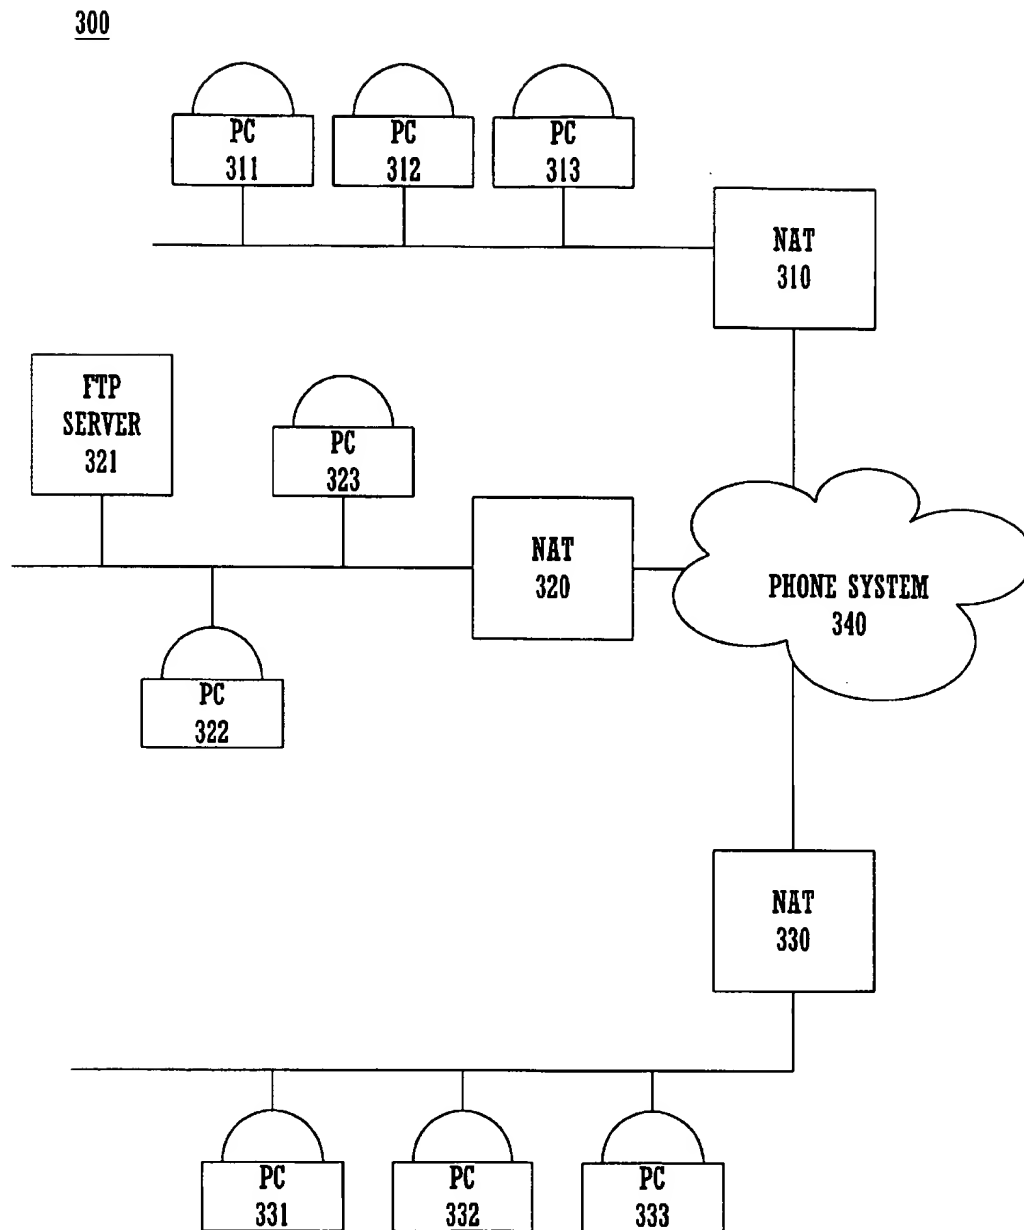 300
PC
311
PC
312
PC
313
NAT
310
FTP
SERVER
321
PC
323
NAT
320
PHONE SYSTEM
340
PC
322
NAT
330
PC
331
PC
332
PC
333